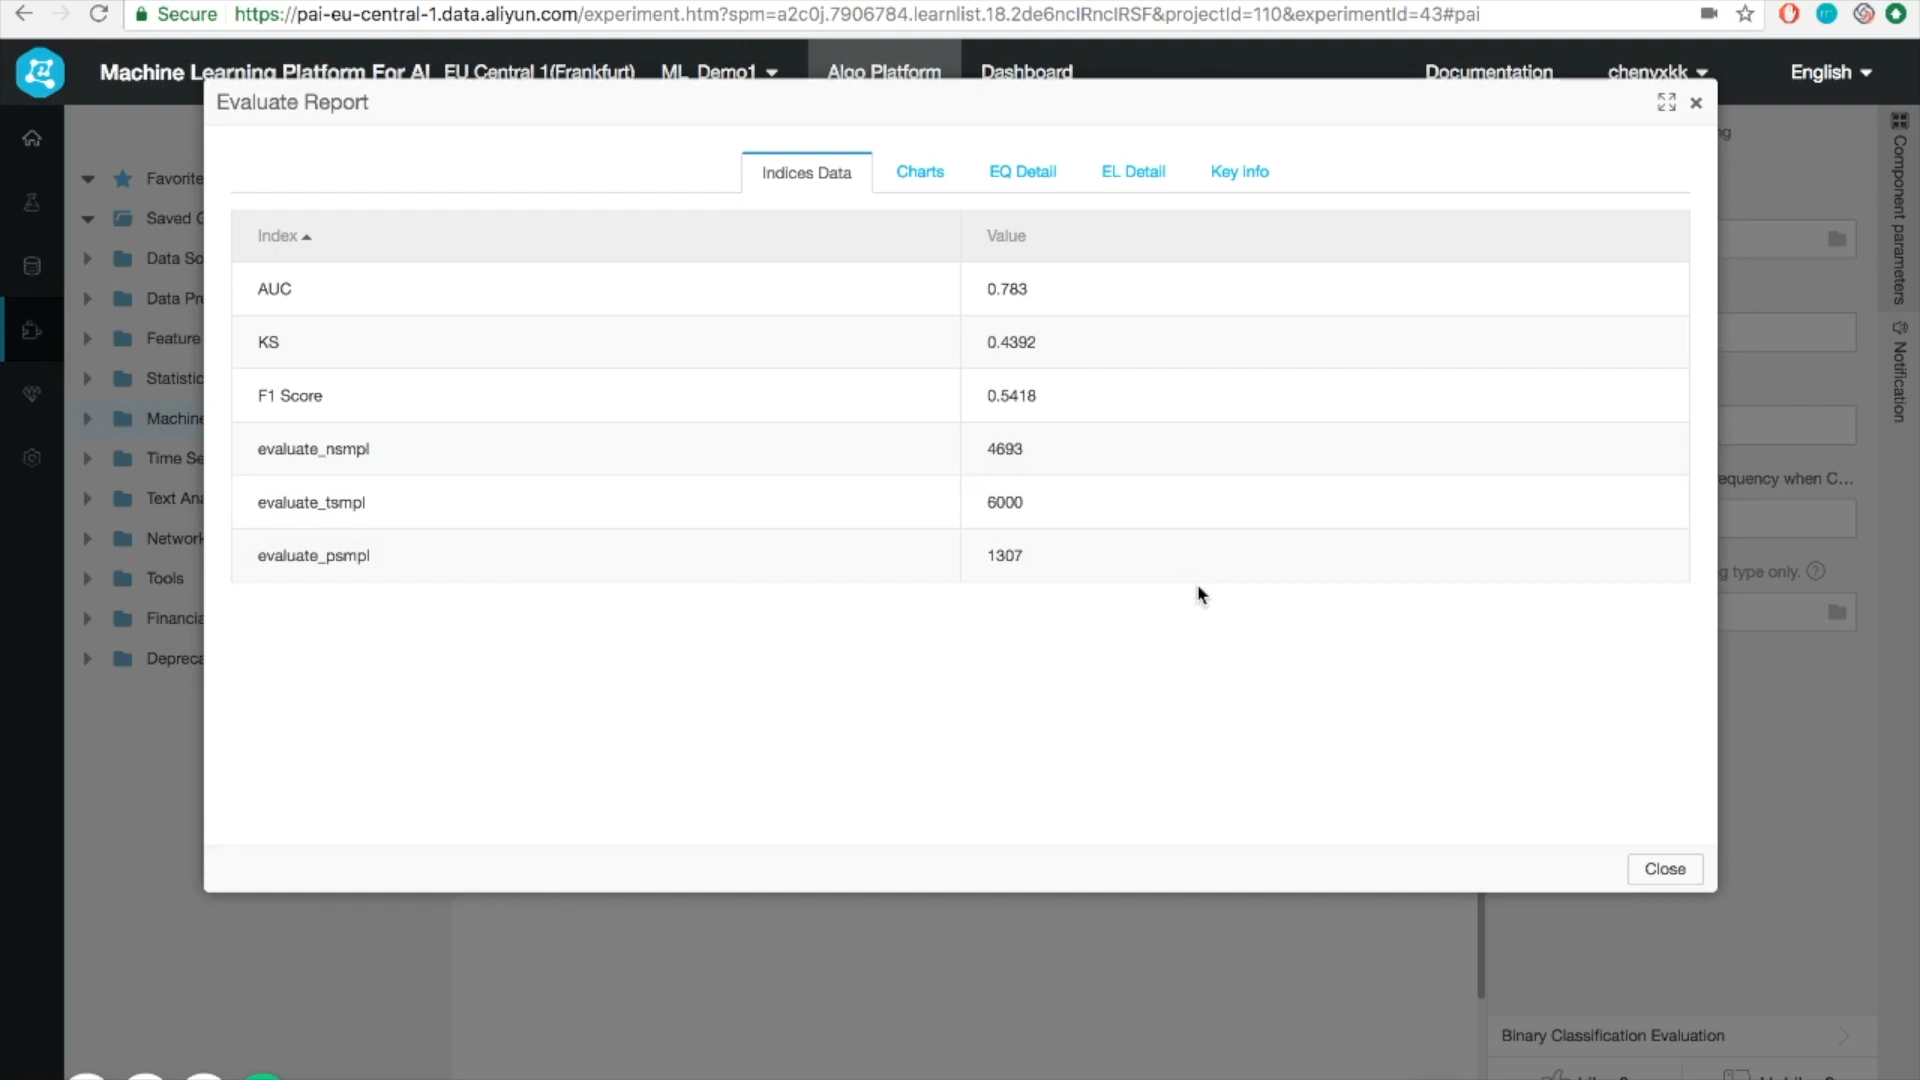 Secure https://pai-eu-central-1.data.aliyun.com/experiment.htm?spm=a2c0j.7906784.learnlist.18.2de6nclRnclRSF&projectId=110&experimentId=43#pai
Machine Learning Platform For AI EU Central 1(Frankfurt) ML_Demo1 Algo Platform Dashboard Documentation chenyxkk English
Evaluate Report
Indices Data Charts EQ Detail EL Detail Key info
Index Value
AUC 0.783
KS 0.4392
F1 Score 0.5418
evaluate_nsmpl 4693
evaluate_tsmpl 6000
evaluate_psmpl 1307
Close
Favorite
Saved
Data So
Data Pr
Feature
Statistic
Machine
Time Se
Text Ana
Network
Tools
Financia
Depreca
equency when C...
g type only.
Component parameters
Notification
Binary Classification Evaluation